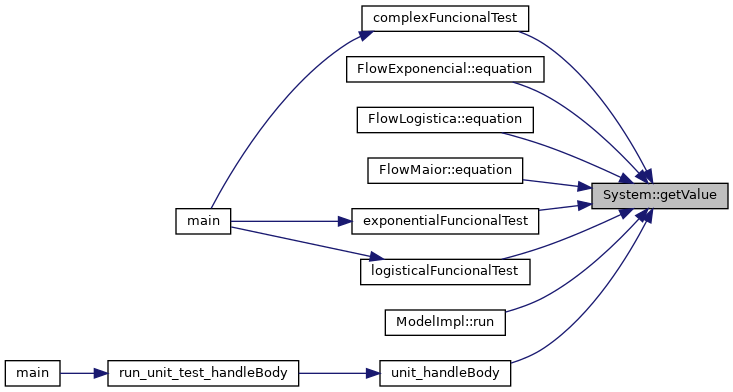 complexFuncionalTest
FlowExponencial::equation
FlowLogistica::equation
FlowMaior::equation
System::getValue
main
exponentialFuncionalTest
logisticalFuncionalTest
ModelImpl::run
main
run_unit_test_handleBody
unit_handleBody